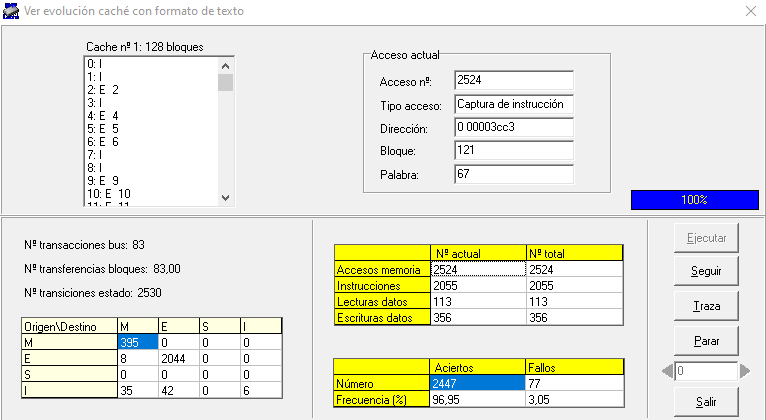 Ver evolución caché con formato de texto
Cache nº 1: 128 bloques
0: I
1: I
2: E 2
3: I
4: E 4
5: E 5
6: E 6
7: I
8: I
9: E 9
10: E 10
11: E 11
Acceso actual
Acceso nº: 2524
Tipo acceso: Captura de instrucción
Dirección: 0 00003cc3
Bloque: 121
Palabra: 67
100%
Nº transacciones bus: 83
Nº transferencias bloques: 83,00
Nº transiciones estado: 2530
Origen\Destino M E S I
M 395 0 0 0
E 8 2044 0 0
S 0 0 0 0
I 35 42 0 6
Nº actual Nº total
Accesos memoria 2524 2524
Instrucciones 2055 2055
Lecturas datos 113 113
Escrituras datos 356 356
Aciertos Fallos
Número 2447 77
Frecuencia (%) 96,95 3,05
Ejecutar
Seguir
Traza
Parar
0
Salir